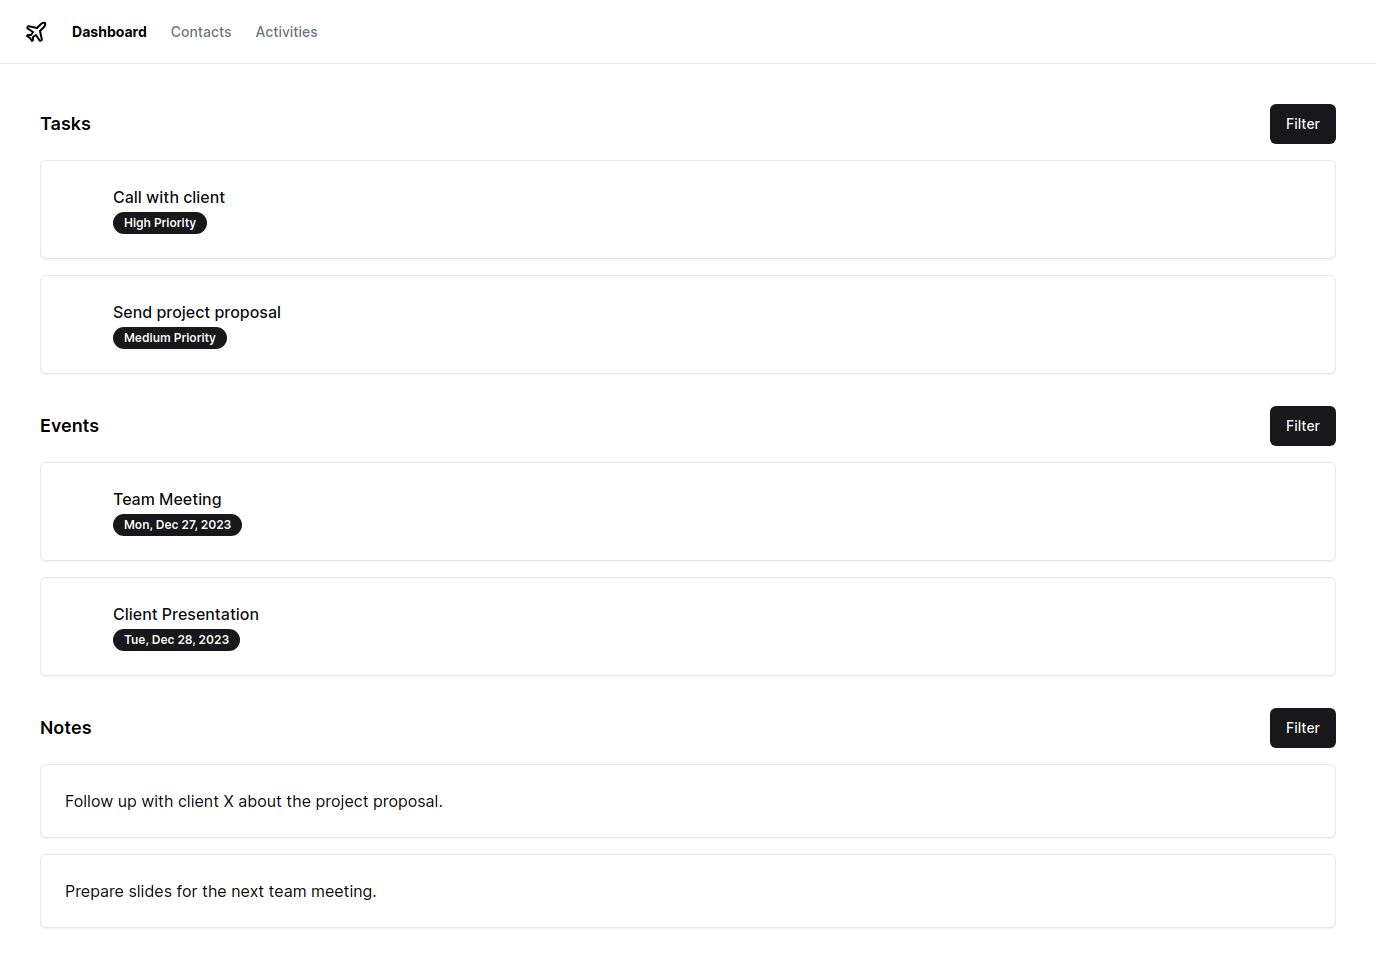 Dashboard Contacts Activities
Tasks Filter
Call with client
High Priority
Send project proposal
Medium Priority
Events Filter
Team Meeting
Mon, Dec 27, 2023
Client Presentation
Tue, Dec 28, 2023
Notes Filter
Follow up with client X about the project proposal.
Prepare slides for the next team meeting.